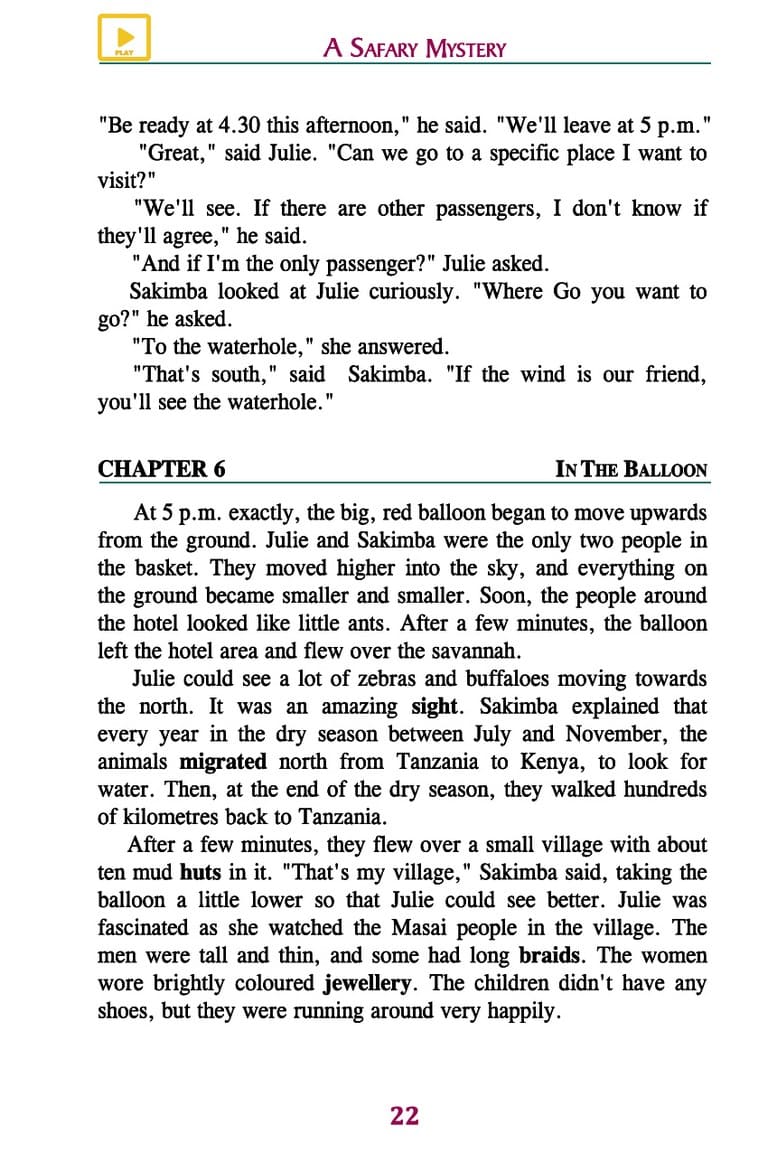 PLAY
A SAFARY MYSTERY
"Be ready at 4.30 this afternoon," he said. "We'll leave at 5 p.m."
"Great," said Julie. "Can we go to a specific place I want to
visit?"
"We'll see. If there are other passengers, I don't know if
they'll agree," he said.
"And if I'm the only passenger?" Julie asked.
Sakimba looked at Julie curiously. "Where Go you want to
go?" he asked.
"To the waterhole," she answered.
"That's south," said Sakimba. "If the wind is our friend,
you'll see the waterhole."
CHAPTER 6 IN THE BALLOON
At 5 p.m. exactly, the big, red balloon began to move upwards
from the ground. Julie and Sakimba were the only two people in
the basket. They moved higher into the sky, and everything on
the ground became smaller and smaller. Soon, the people around
the hotel looked like little ants. After a few minutes, the balloon
left the hotel area and flew over the savannah.
Julie could see a lot of zebras and buffaloes moving towards
the north. It was an amazing sight. Sakimba explained that
every year in the dry season between July and November, the
animals migrated north from Tanzania to Kenya, to look for
water. Then, at the end of the dry season, they walked hundreds
of kilometres back to Tanzania.
After a few minutes, they flew over a small village with about
ten mud huts in it. "That's my village," Sakimba said, taking the
balloon a little lower so that Julie could see better. Julie was
fascinated as she watched the Masai people in the village. The
men were tall and thin, and some had long braids. The women
wore brightly coloured jewellery. The children didn't have any
shoes, but they were running around very happily.
22